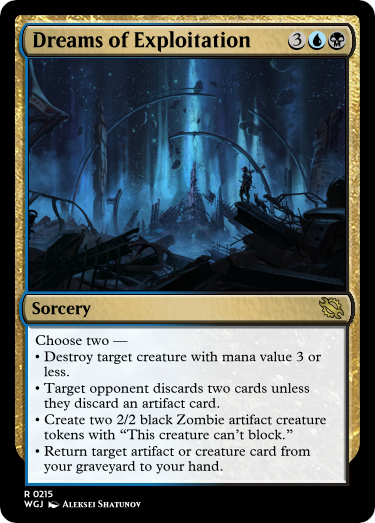 Dreams of Exploitation 3
Sorcery
Choose two —
• Destroy target creature with mana value 3 or
less.
• Target opponent discards two cards unless
they discard an artifact card.
• Create two 2/2 black Zombie artifact creature
tokens with “This creature can’t block.”
• Return target artifact or creature card from
your graveyard to your hand.
R 0215
WGJ Aleksei Shatunov